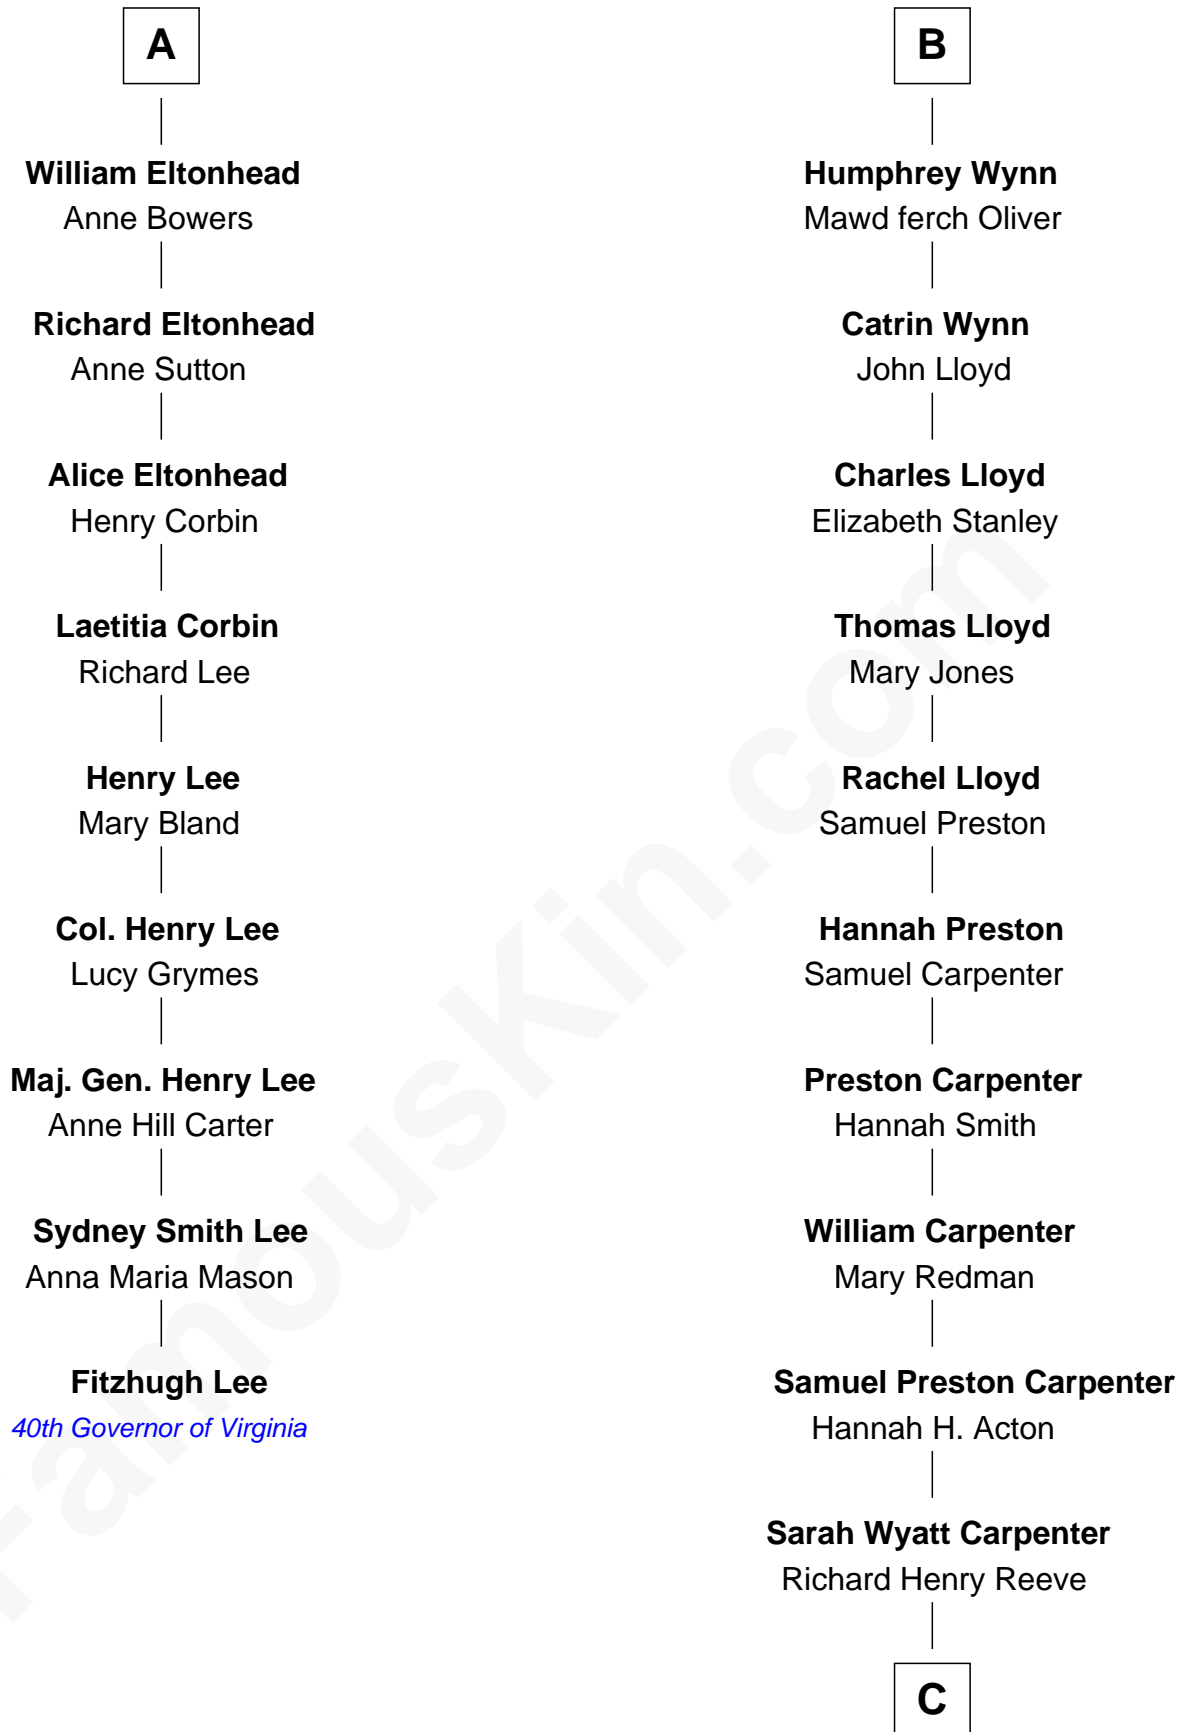 A
William Eltonhead
Anne Bowers
Richard Eltonhead
Anne Sutton
Alice Eltonhead
Henry Corbin
Laetitia Corbin
Richard Lee
Henry Lee
Mary Bland
Col. Henry Lee
Lucy Grymes
Maj. Gen. Henry Lee
Anne Hill Carter
Sydney Smith Lee
Anna Maria Mason
Fitzhugh Lee
40th Governor of Virginia
B
Humphrey Wynn
Mawd ferch Oliver
Catrin Wynn
John Lloyd
Charles Lloyd
Elizabeth Stanley
Thomas Lloyd
Mary Jones
Rachel Lloyd
Samuel Preston
Hannah Preston
Samuel Carpenter
Preston Carpenter
Hannah Smith
William Carpenter
Mary Redman
Samuel Preston Carpenter
Hannah H. Acton
Sarah Wyatt Carpenter
Richard Henry Reeve
C
FamousKin.com